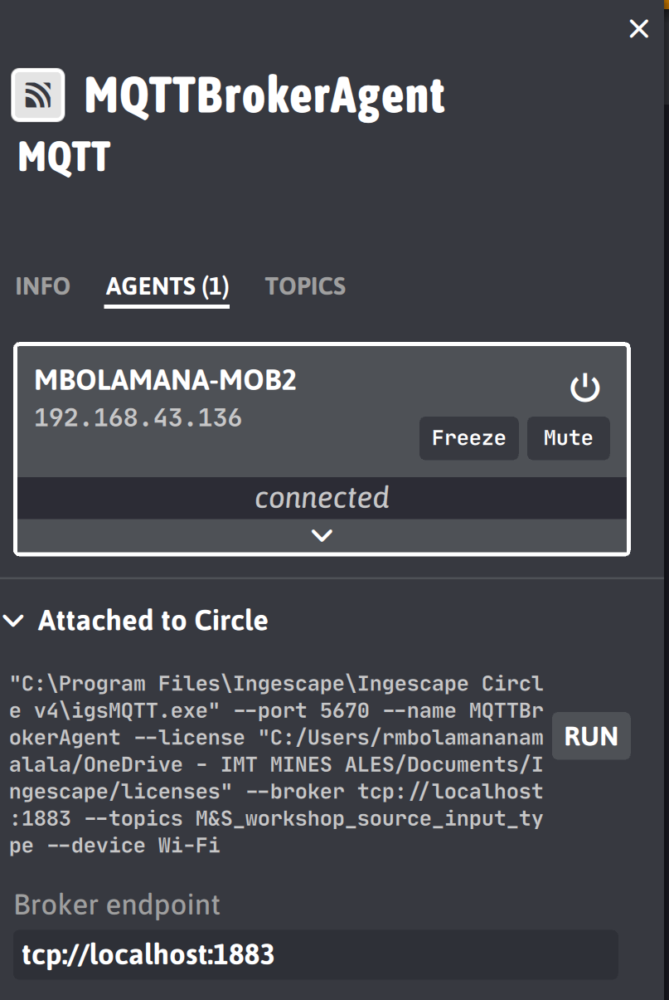 MQTTBrokerAgent
MQTT
INFO AGENTS (1) TOPICS
MBOLAMANA-MOB2
192.168.43.136
Freeze Mute
connected
Attached to Circle
"C:\Program Files\Ingescape\Ingescape Circl
e v4\igsMQTT.exe" --port 5670 --name MQTTBr
okerAgent --license "C:/Users/rmbolamananam
alala/OneDrive - IMT MINES ALES/Documents/I
ngescape/licenses" --broker tcp://localhost
:1883 --topics M&S_workshop_source_input_ty
pe --device Wi-Fi
RUN
Broker endpoint
tcp://localhost:1883